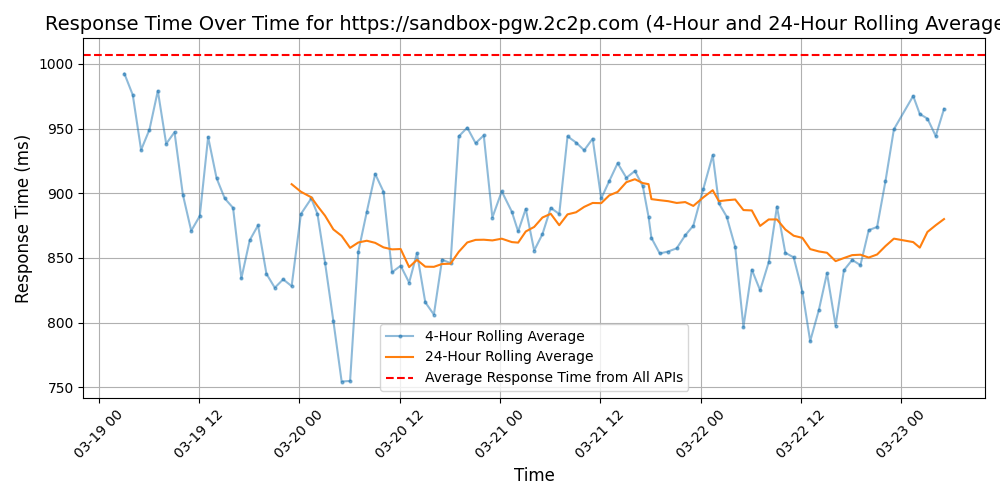 Response Time Over Time for https://sandbox-pgw.2c2p.com (4-Hour and 24-Hour Rolling Average
1000
950
900
850
800
750
Response Time (ms)
4-Hour Rolling Average
24-Hour Rolling Average
Average Response Time from All APIs
03-19 00
03-19 12
03-20 00
03-20 12
03-21 00
03-21 12
03-22 00
03-22 12
03-23 00
Time